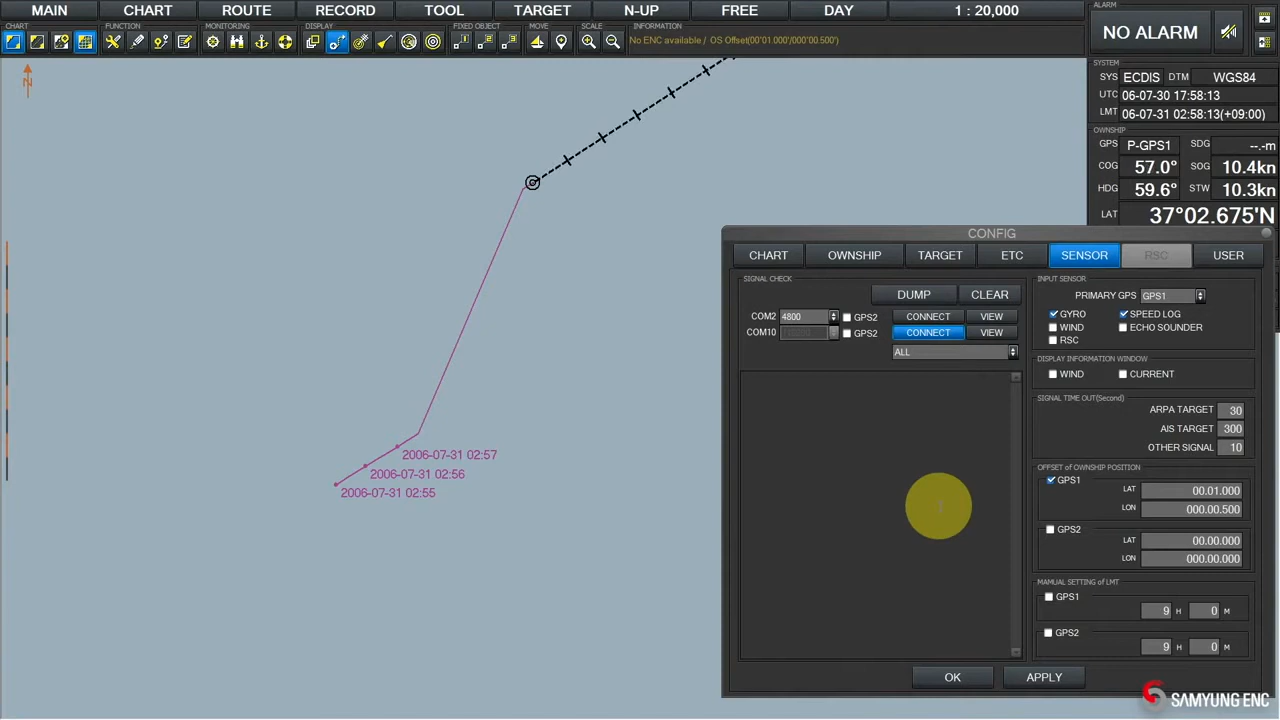 MAIN CHART ROUTE RECORD TOOL TARGET N-UP FREE DAY 1 : 20,000
CHART FUNCTION DISPLAY FIXED OBJECT MOVE SCALE INFORMATION
No ENC available / OS Offset(00'01.000'/000'00.500')
N
ALARM
NO ALARM
SYSTEM
SYS ECDIS DTM WGS84
UTC 06-07-30 17:58:13
LMT 06-07-31 02:58:13(+09:00)
OWNSHIP
GPS P-GPS1 SDG --.-m
COG 57.0° SOG 10.4kn
HDG 59.6° STW 10.3kn
LAT 37°02.675'N
2006-07-31 02:57
2006-07-31 02:56
2006-07-31 02:55
CONFIG
CHART OWNSHIP TARGET ETC SENSOR RSC USER
SIGNAL CHECK
DUMP CLEAR
COM2 4800 GPS2 CONNECT VIEW
COM10 GPS2 CONNECT VIEW
ALL
INPUT SENSOR
PRIMARY GPS GPS1
GYRO SPEED LOG
WIND ECHO SOUNDER
RSC
DISPLAY INFORMATION WINDOW
WIND CURRENT
SIGNAL TIME OUT(Second)
ARPA TARGET 30
AIS TARGET 300
OTHER SIGNAL 10
OFFSET of OWNSHIP POSITION
GPS1
LAT 00.01.000
LON 000.00.500
GPS2
LAT 00.00.000
LON 000.00.000
MAMUAL SETTING of LMT
GPS1
9 H 0 M
GPS2
9 H 0 M
OK APPLY
SAMYUNG ENC